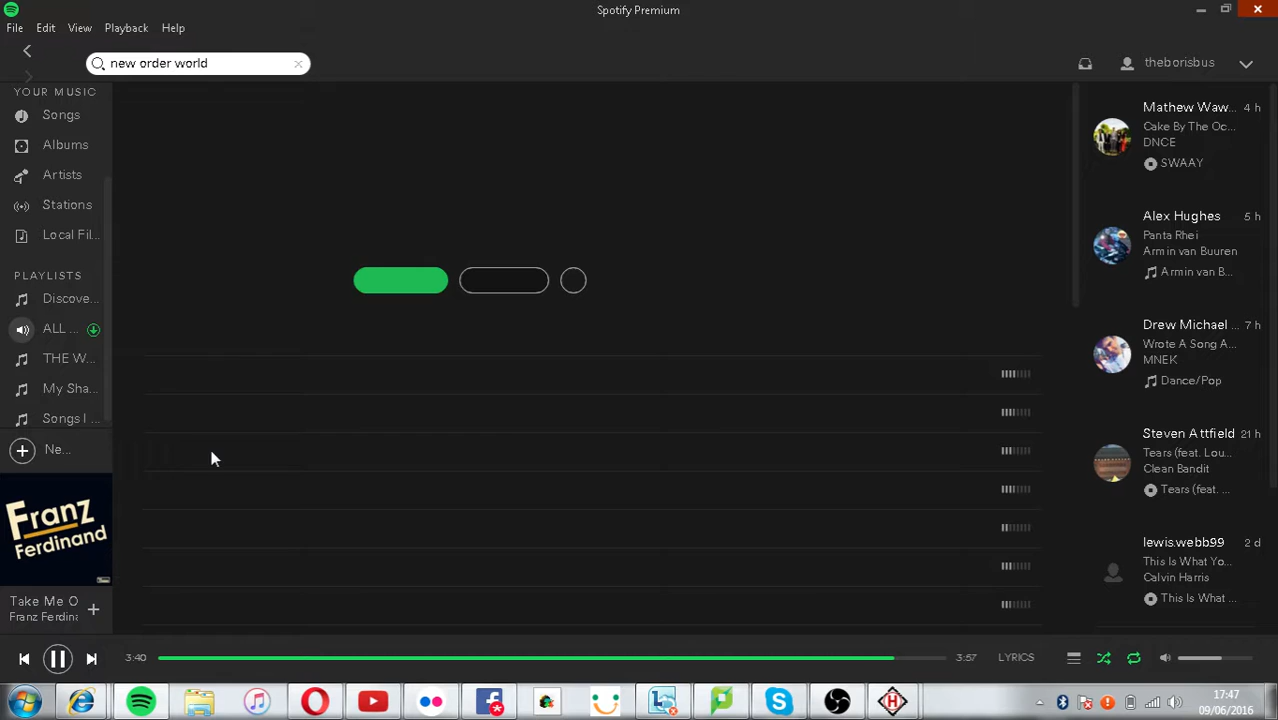 Spotify Premium
File Edit View Playback Help
new order world
theborisbus
YOUR MUSIC
Songs
Albums
Artists
Stations
Local Fil...
PLAYLISTS
Discove...
ALL ...
THE W...
My Sha...
Songs I ...
Ne...
Franz
Ferdinand
Take Me O
Franz Ferdina
Mathew Waw... 4 h
Cake By The Oc...
DNCE
SWAAY
Alex Hughes 5 h
Panta Rhei
Armin van Buuren
Armin van B...
Drew Michael ... 7 h
Wrote A Song A...
MNEK
Dance/Pop
Steven Attfield 21 h
Tears (feat. Lou...
Clean Bandit
Tears (feat. ...
lewis.webb99 2 d
This Is What Yo...
Calvin Harris
This Is What ...
3:40 3:57 LYRICS
17:47
09/06/2016